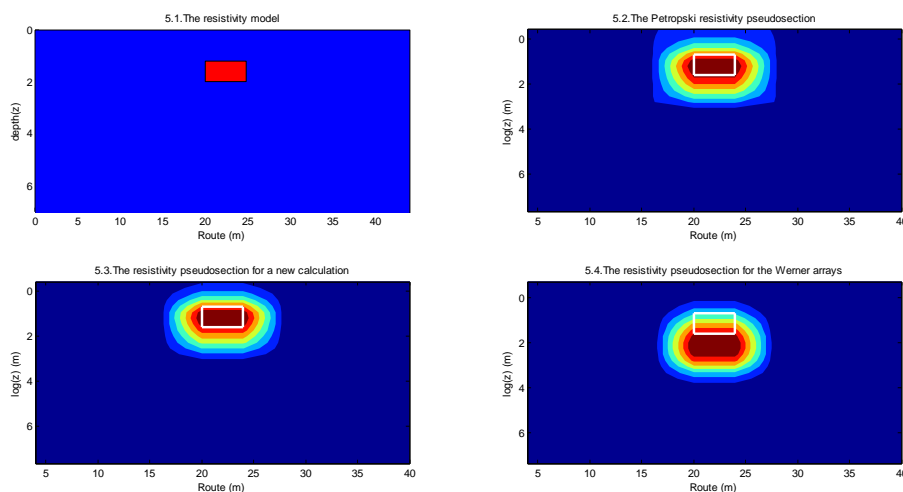 5.1.The resistivity model
0
2
4
6
depth(z)
0 5 10 15 20 25 30 35 40
Route (m)
5.2.The Petropski resistivity pseudosection
0
2
4
6
log(z) (m)
5 10 15 20 25 30 35 40
Route (m)
5.3.The resistivity pseudosection for a new calculation
0
2
4
6
log(z) (m)
5 10 15 20 25 30 35 40
Route (m)
5.4.The resistivity pseudosection for the Werner arrays
0
2
4
6
log(z) (m)
5 10 15 20 25 30 35 40
Route (m)